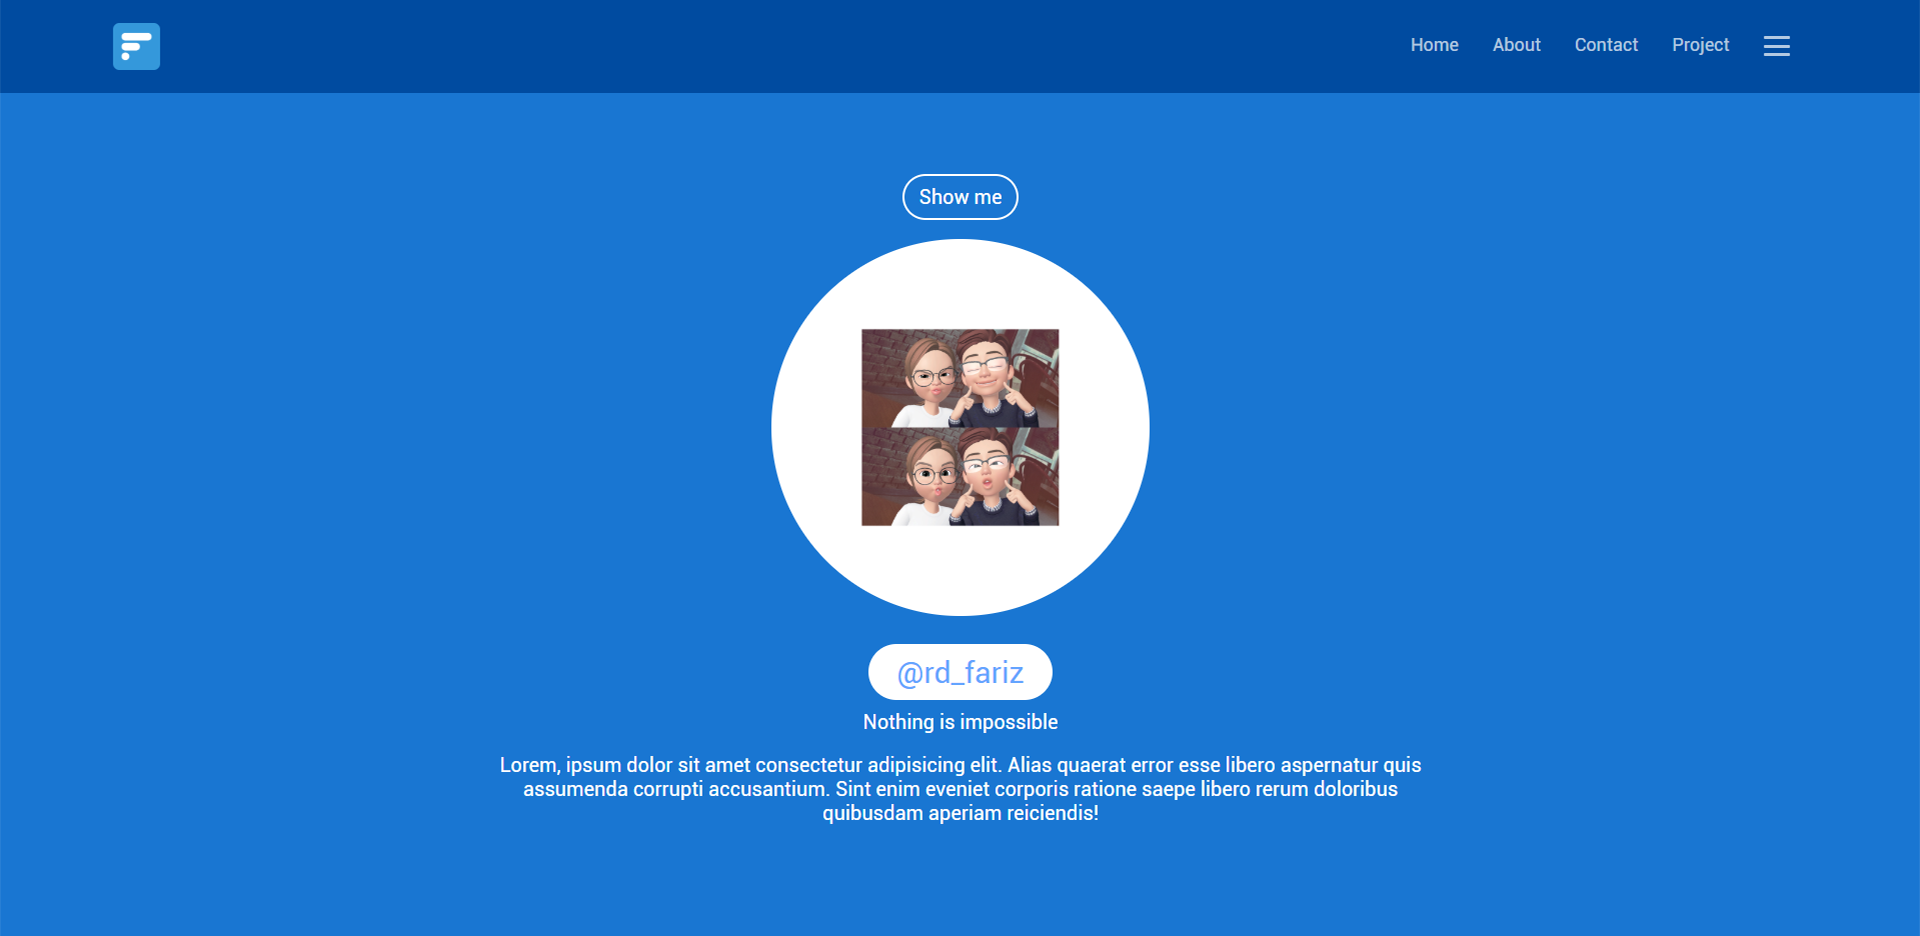 Home About Contact Project
Show me
@rd_fariz
Nothing is impossible
Lorem, ipsum dolor sit amet consectetur adipisicing elit. Alias quaerat error esse libero aspernatur quis
assumenda corrupti accusantium. Sint enim eveniet corporis ratione saepe libero rerum doloribus
quibusdam aperiam reiciendis!